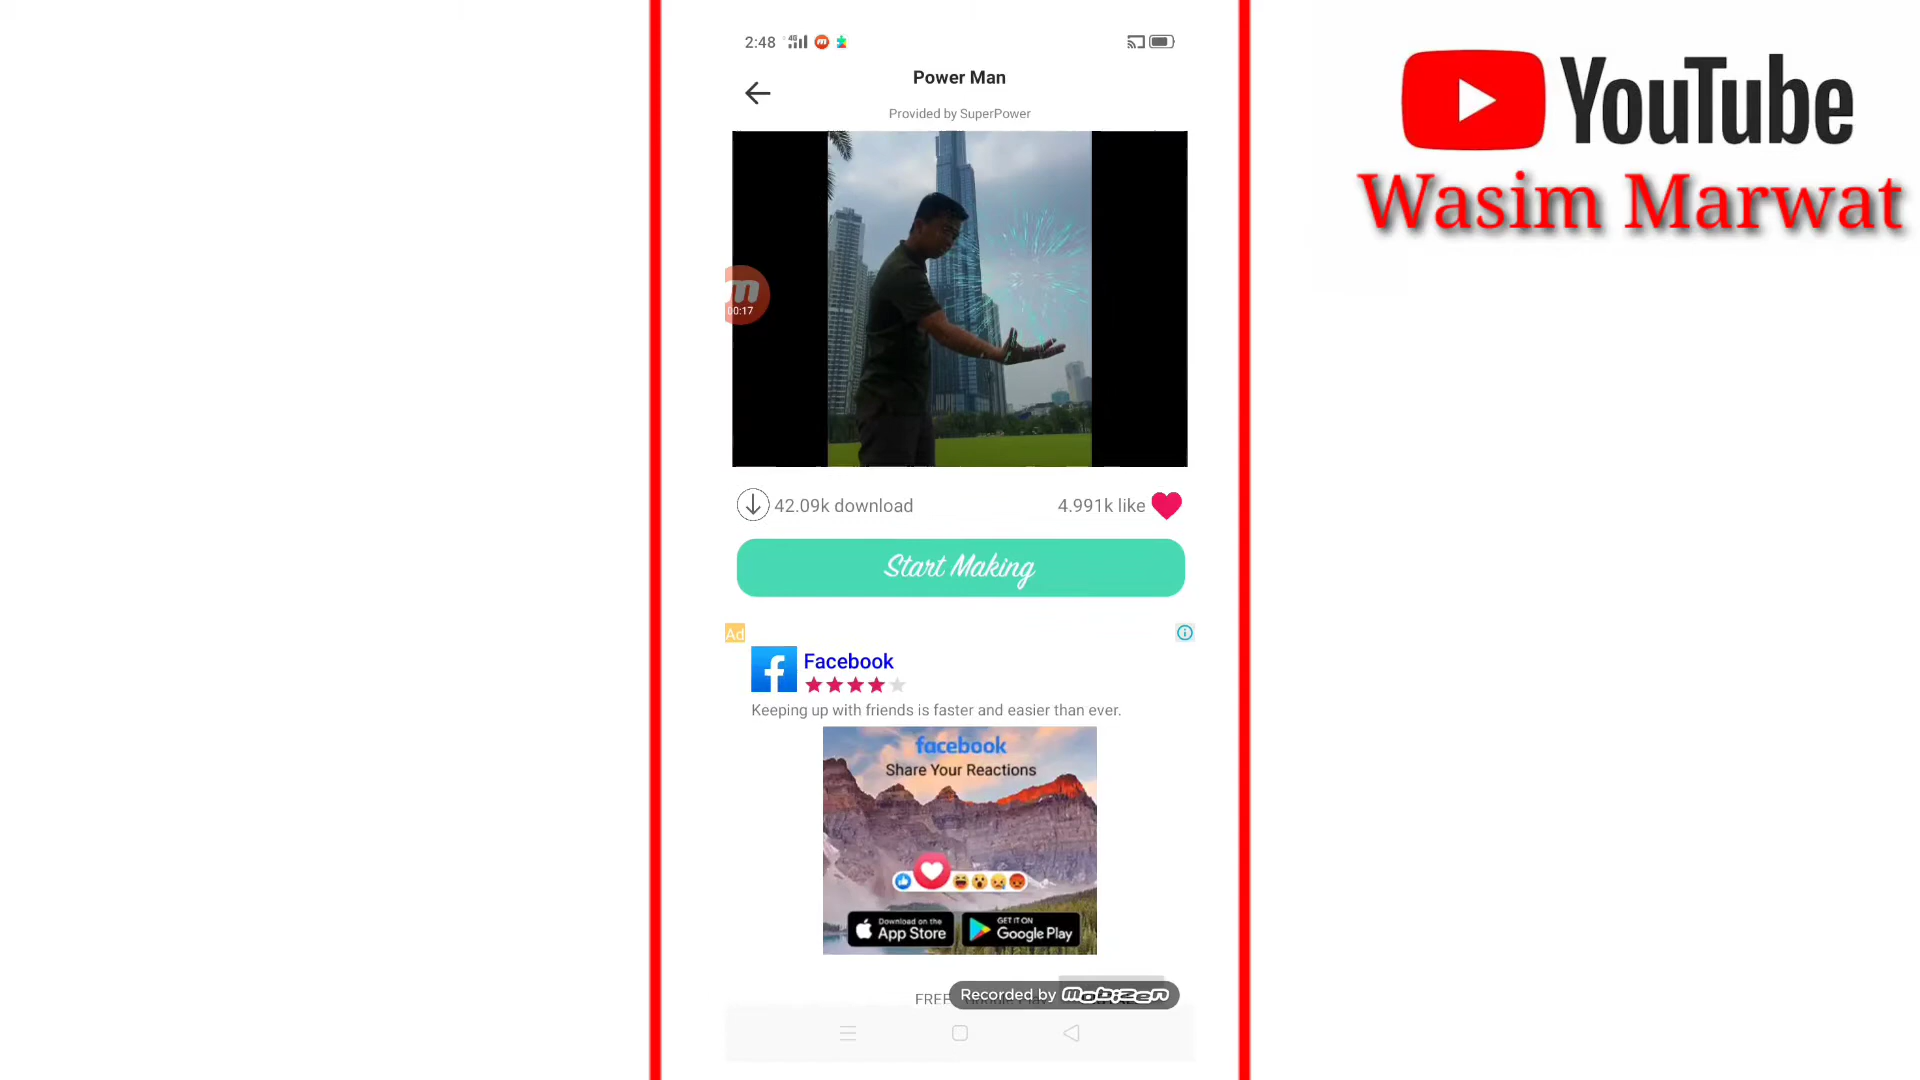 2:48
4G
Power Man
Provided by SuperPower
00:17
42.09k download
4.991k like
Start Making
Ad
Facebook
Keeping up with friends is faster and easier than ever.
facebook
Share Your Reactions
Download on the
App Store
GET IT ON
Google Play
FREE
Recorded by mobizen
YouTube
Wasim Marwat